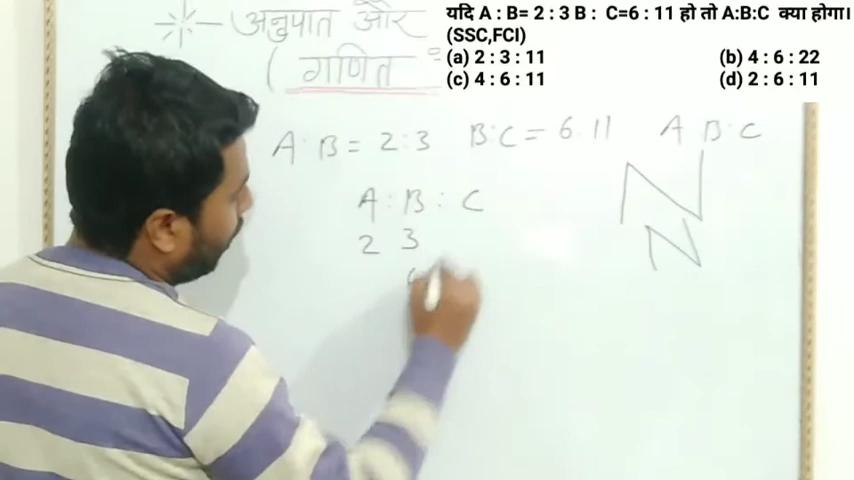 अनुपात और
( गणित =
यदि A : B= 2 : 3 B : C=6 : 11 हो तो A:B:C क्या होगा।
(SSC,FCI)
(a) 2 : 3 : 11 (b) 4 : 6 : 22
(c) 4 : 6 : 11 (d) 2 : 6 : 11
A : B = 2 : 3 B : C = 6 : 11 A B : C
A : B : C
2 3
6